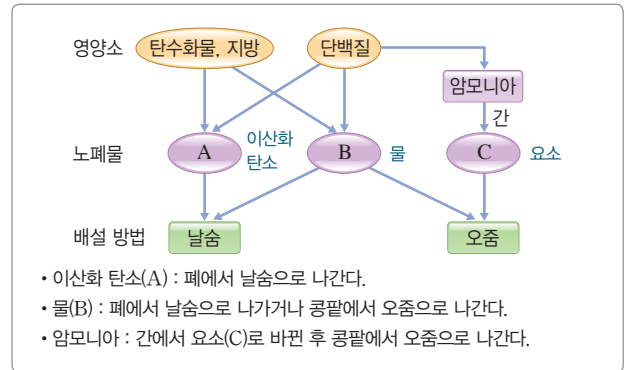 영양소 탄수화물, 지방 단백질
암모니아
간
노폐물 A 이산화 탄소 B 물 C 요소
배설 방법 날숨 오줌
• 이산화 탄소(A) : 폐에서 날숨으로 나간다.
• 물(B) : 폐에서 날숨으로 나가거나 콩팥에서 오줌으로 나간다.
• 암모니아 : 간에서 요소(C)로 바뀐 후 콩팥에서 오줌으로 나간다.